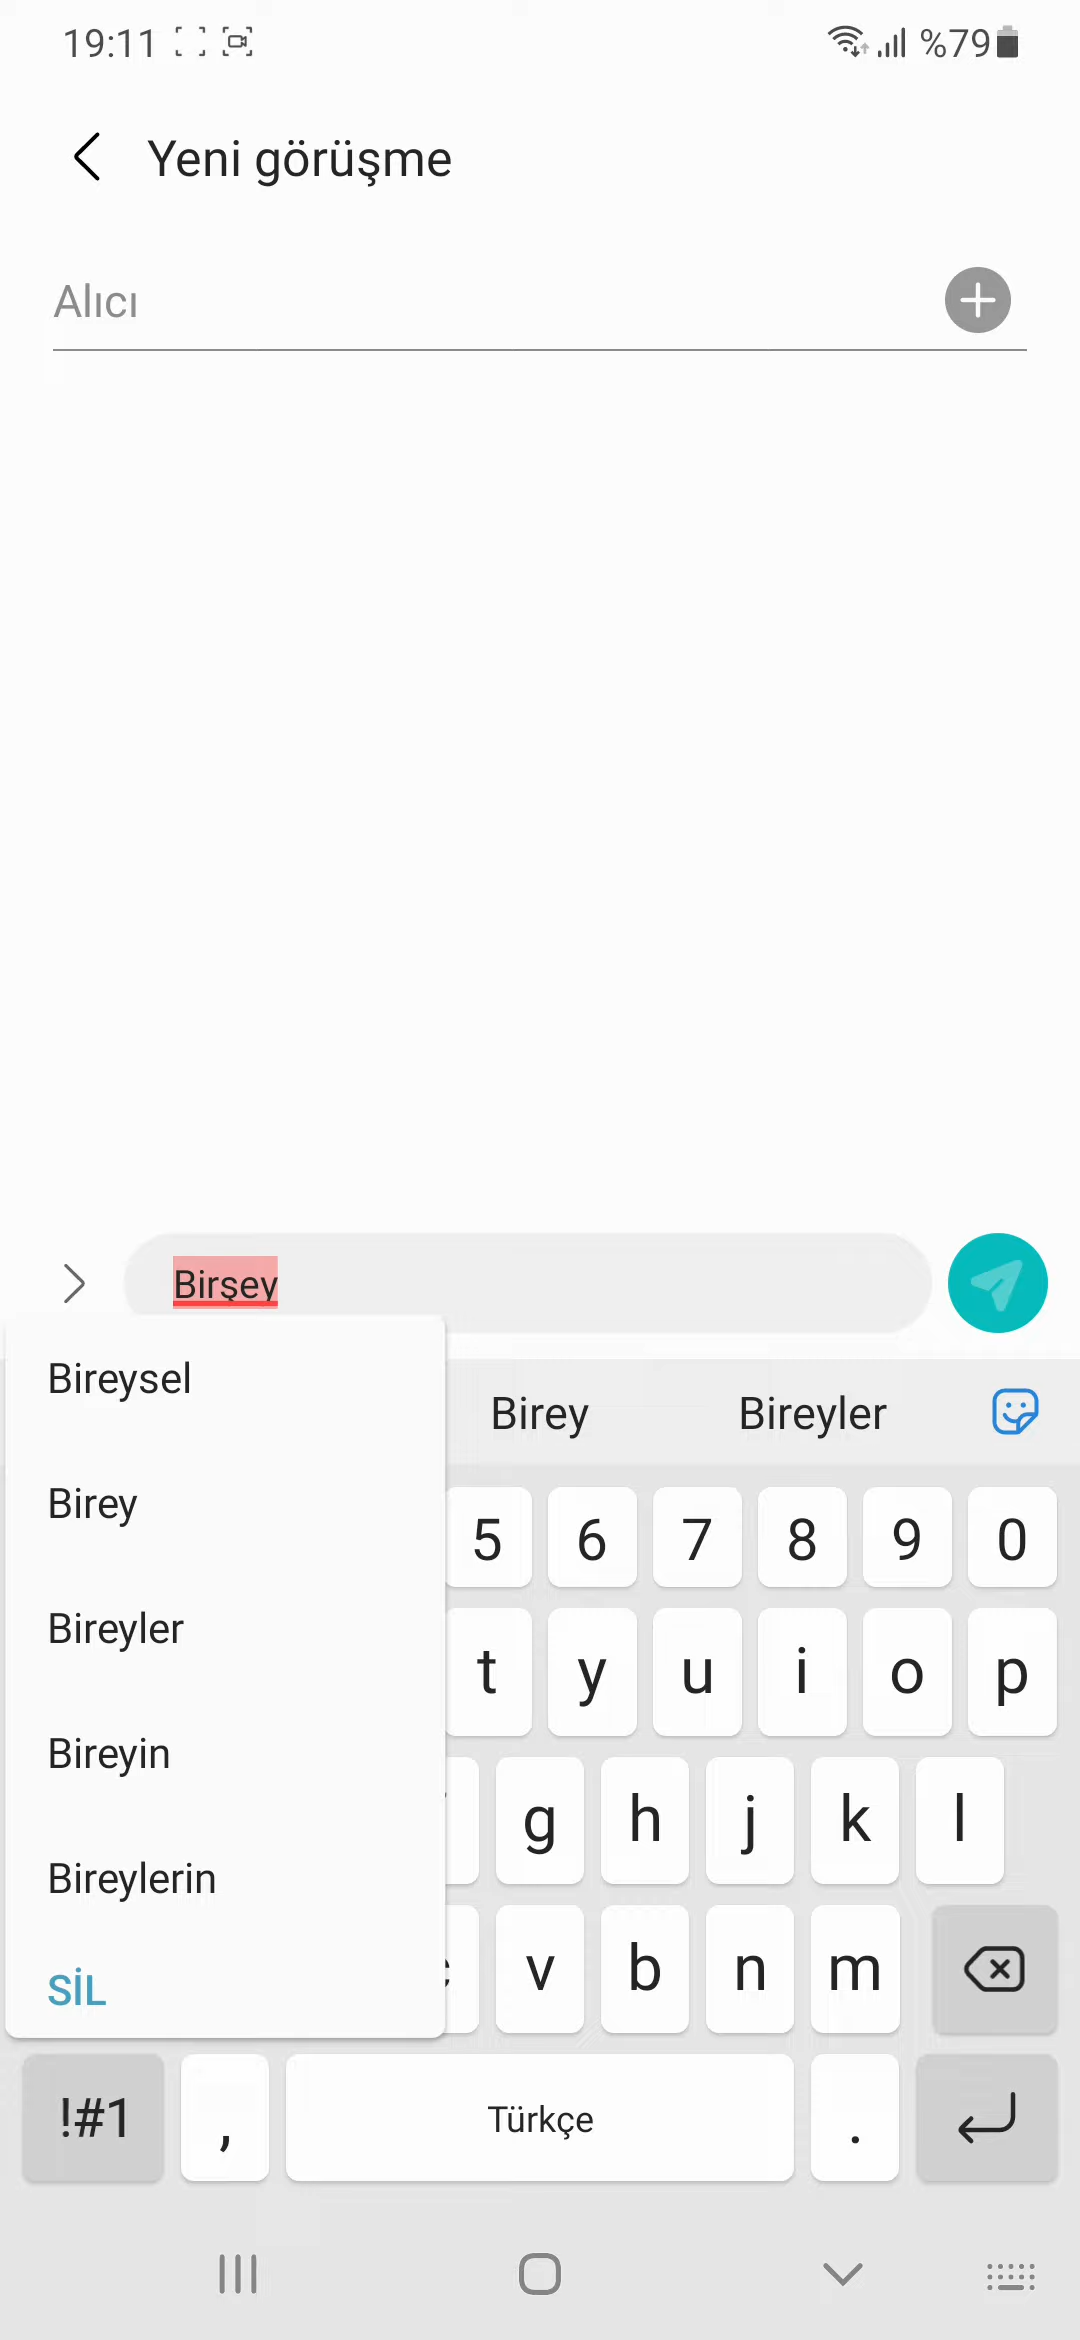 19:11 %79
Yeni görüşme
Alıcı
Birşey
Bireysel
Birey
Bireyler
Bireyin
Bireylerin
SİL
Birey Bireyler
5 6 7 8 9 0
t y u i o p
g h j k l
v b n m
!#1 , Türkçe .